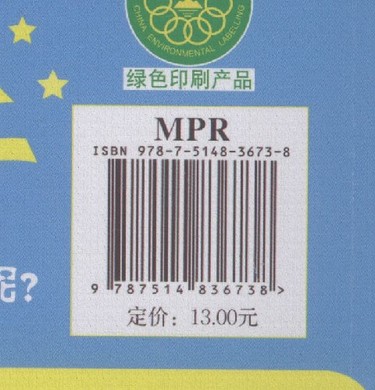 CHINA ENVIRONMENTAL LABELLING
绿色印刷产品
MPR
ISBN 978-7-5148-3673-8
9 787514 836738 >
呢?
定价：13.00元